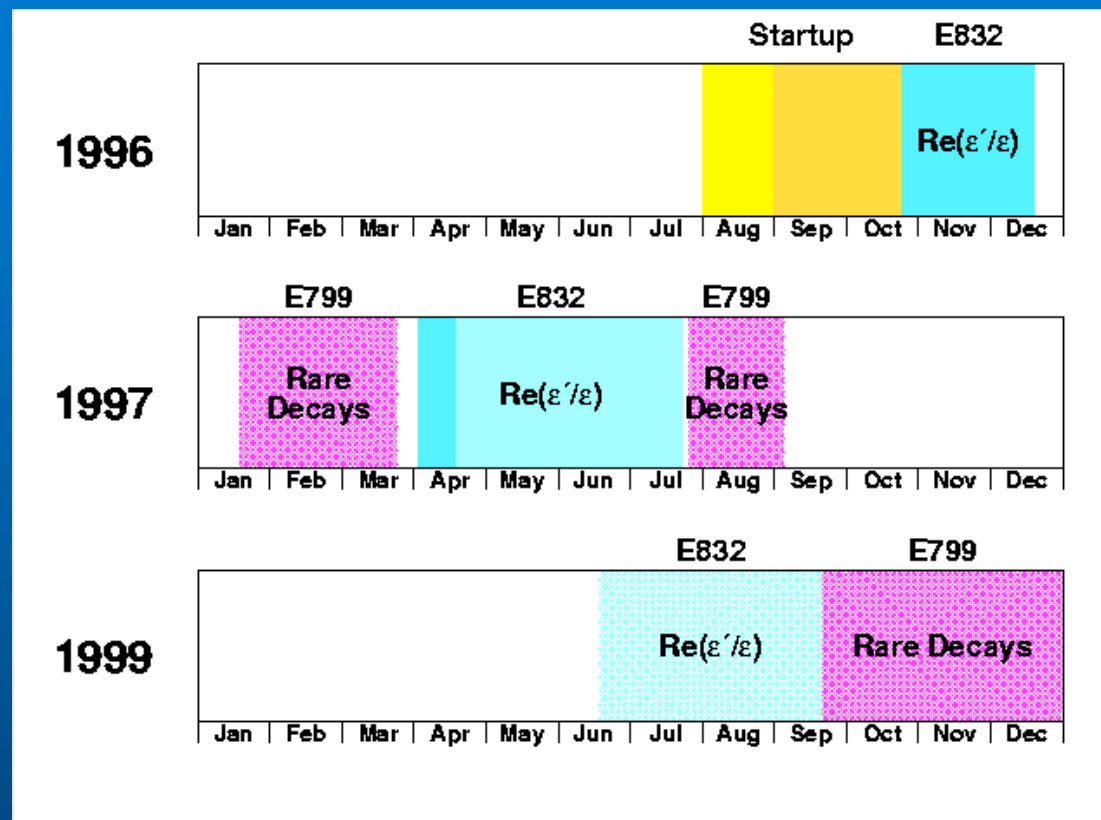 Startup E832
1996
Re(ε′/ε)
Jan Feb Mar Apr May Jun Jul Aug Sep Oct Nov Dec
E799 E832 E799
1997
Rare Decays
Re(ε′/ε)
Rare Decays
Jan Feb Mar Apr May Jun Jul Aug Sep Oct Nov Dec
E832 E799
1999
Re(ε′/ε) Rare Decays
Jan Feb Mar Apr May Jun Jul Aug Sep Oct Nov Dec